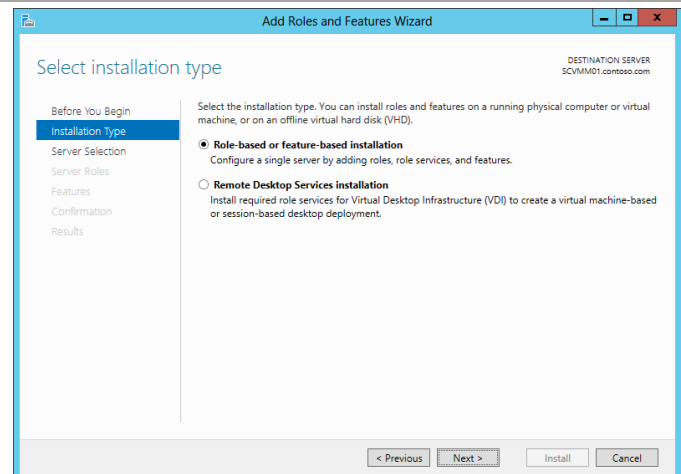 Add Roles and Features Wizard
Select installation type
DESTINATION SERVER
SCVMM01.contoso.com
Before You Begin
Installation Type
Server Selection
Server Roles
Features
Confirmation
Results
Select the installation type. You can install roles and features on a running physical computer or virtual
machine, or on an offline virtual hard disk (VHD).
Role-based or feature-based installation
Configure a single server by adding roles, role services, and features.
Remote Desktop Services installation
Install required role services for Virtual Desktop Infrastructure (VDI) to create a virtual machine-based
or session-based desktop deployment.
< Previous Next > Install Cancel